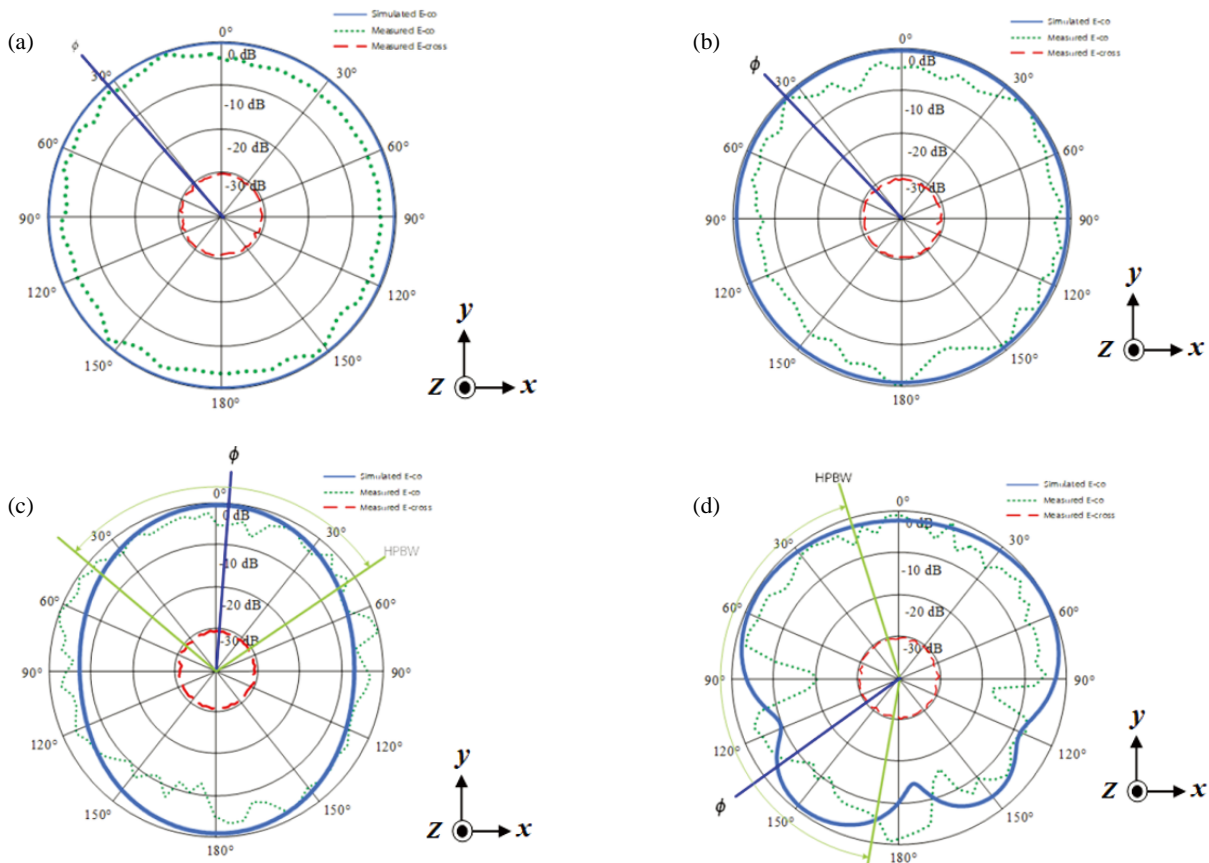 (a)
Simulated E-co
Measured E-co
Measured E-cross
ϕ
0°
0 dB
-10 dB
-20 dB
-30 dB
30°
30°
60°
60°
90°
90°
120°
120°
150°
150°
180°
y
Z
x
(b)
Simulated E-co
Measured E-co
Measured E-cross
ϕ
0°
0 dB
-10 dB
-20 dB
-30 dB
30°
30°
60°
60°
90°
90°
120°
120°
150°
150°
180°
y
Z
x
(c)
ϕ
Simulated E-co
Measured E-co
Measured E-cross
HPBW
0°
0 dB
-10 dB
-20 dB
-30 dB
30°
30°
60°
60°
90°
90°
120°
120°
150°
150°
180°
y
Z
x
(d)
HPBW
Simulated E-co
Measured E-co
Measured E-cross
0°
0 dB
-10 dB
-20 dB
-30 dB
30°
30°
60°
60°
90°
90°
120°
120°
ϕ
150°
150°
180°
y
Z
x